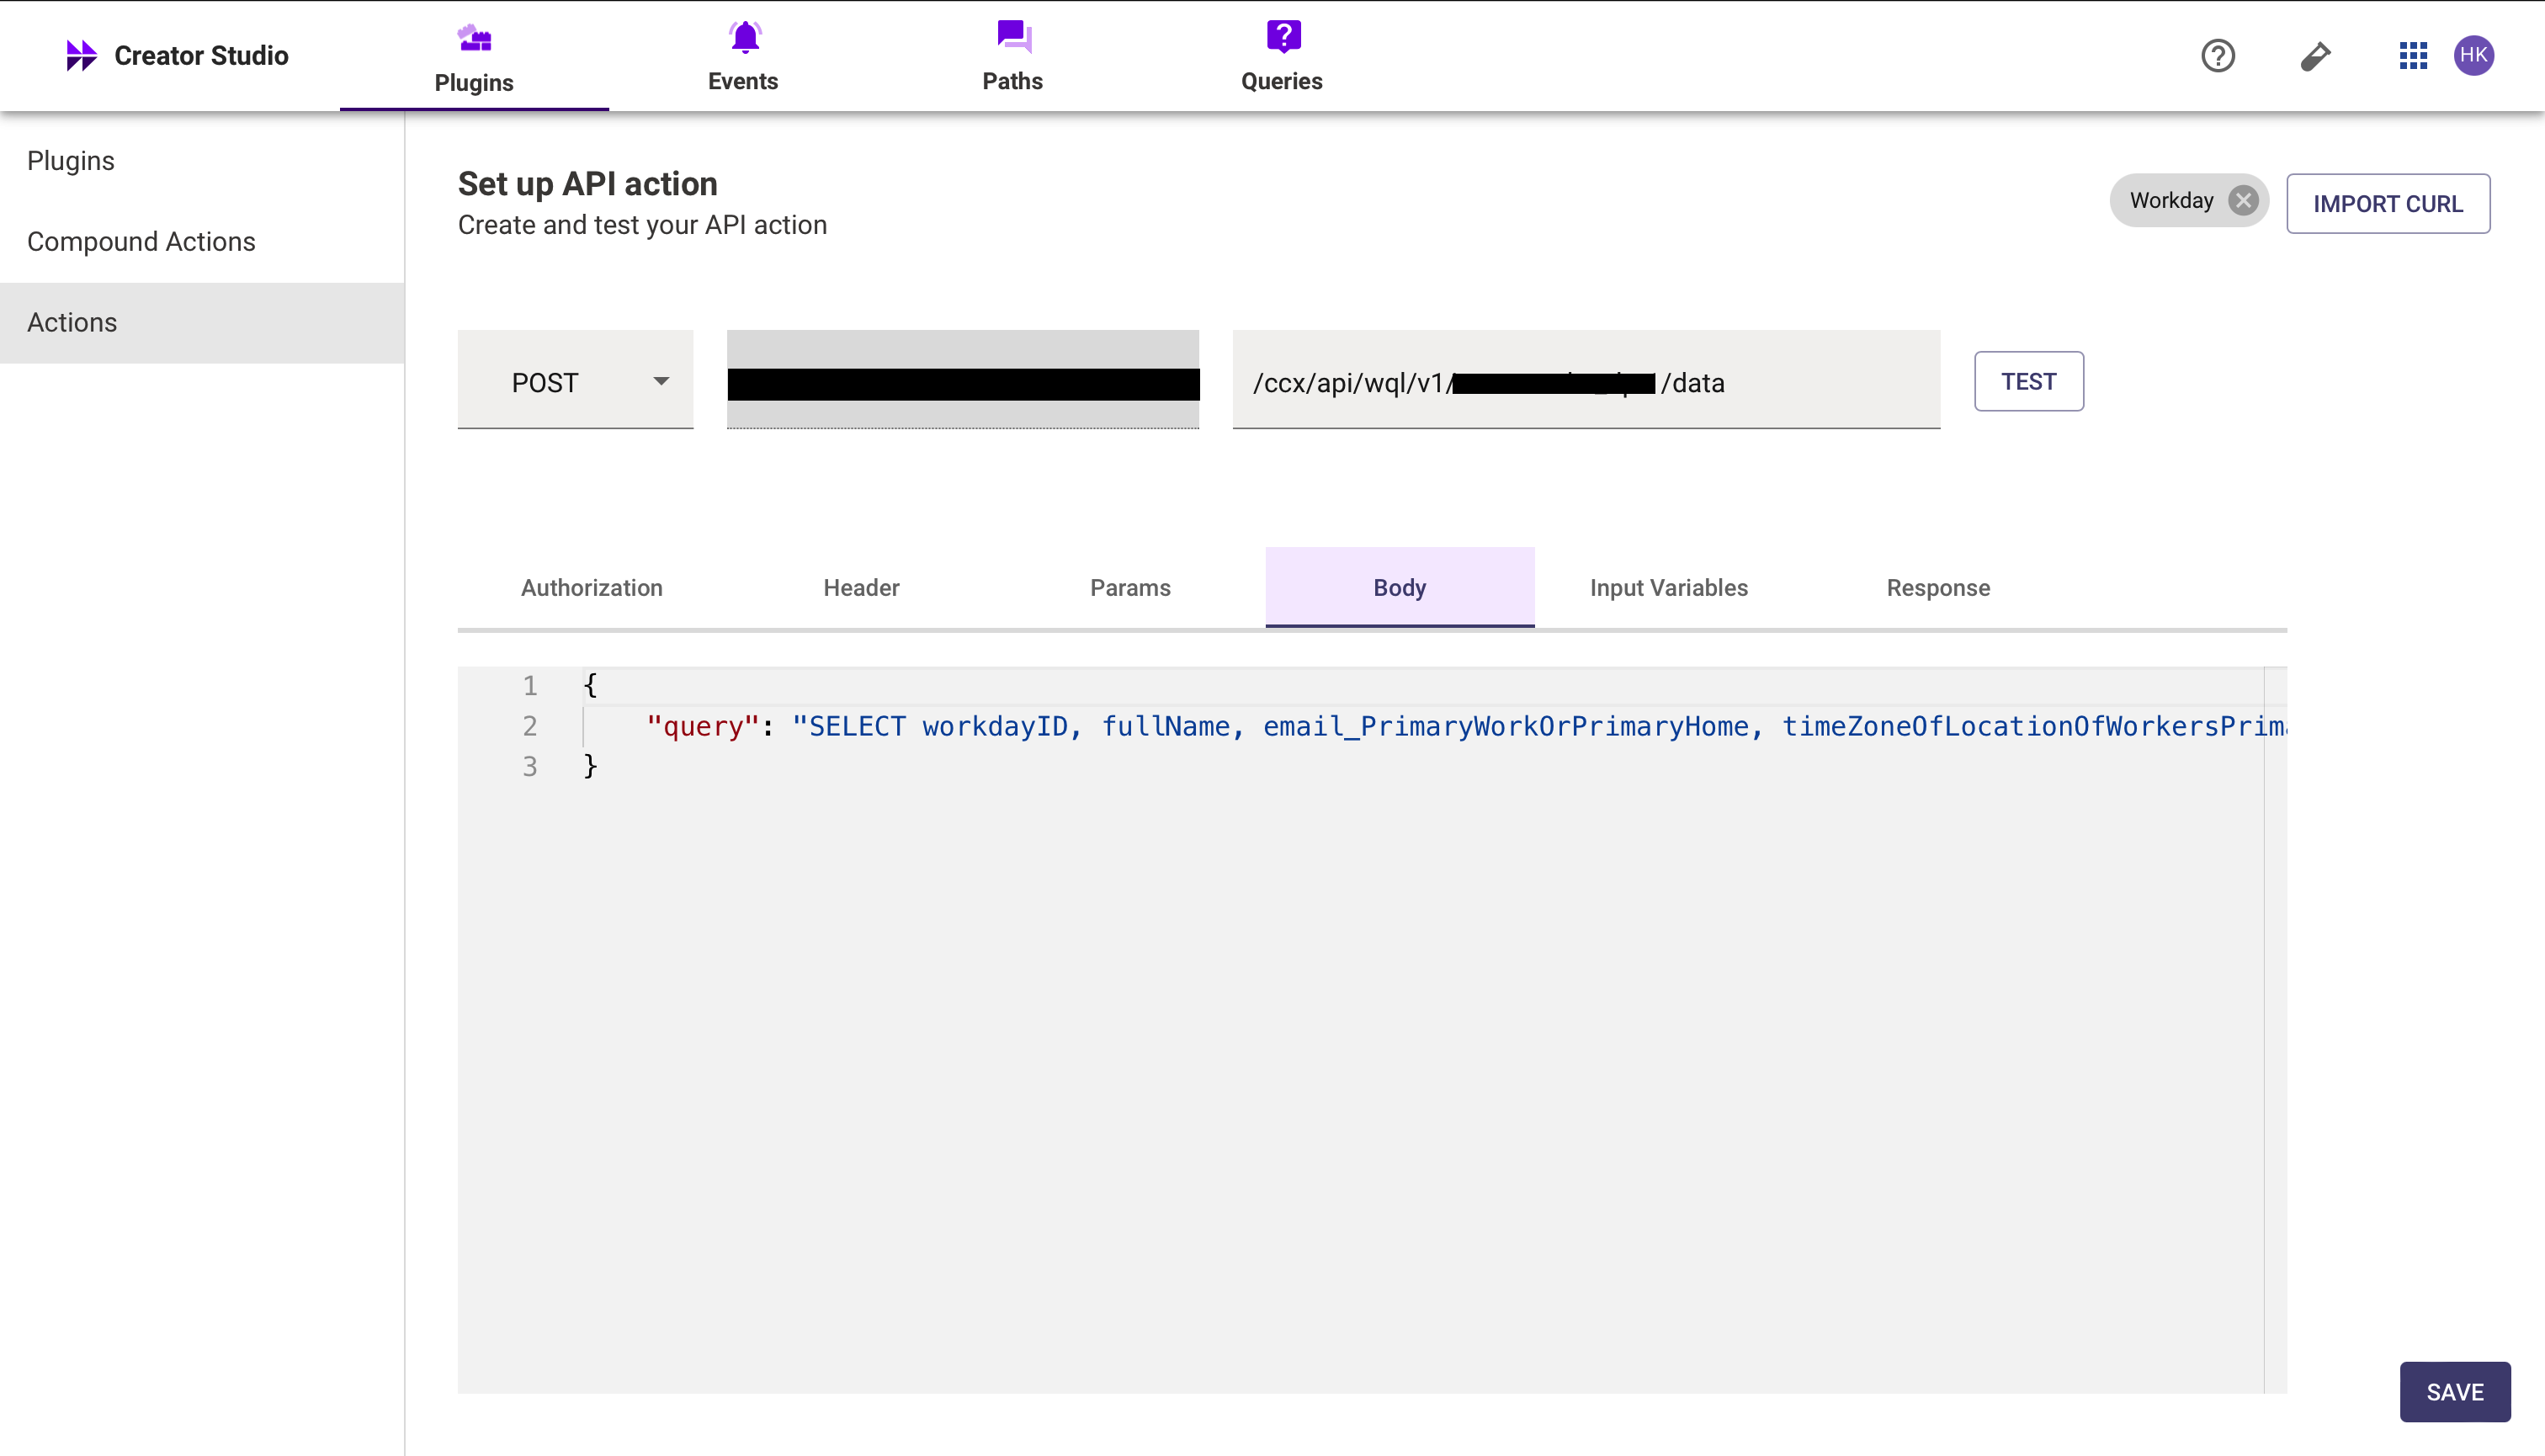 Creator Studio
Plugins
Events
Paths
Queries
HK
Plugins
Compound Actions
Actions
Set up API action
Create and test your API action
Workday
IMPORT CURL
POST
/ccx/api/wql/v1/ /data
TEST
Authorization
Header
Params
Body
Input Variables
Response
1 {
2 "query": "SELECT workdayID, fullName, email_PrimaryWorkOrPrimaryHome, timeZoneOfLocationOfWorkersPrim
3 }
SAVE